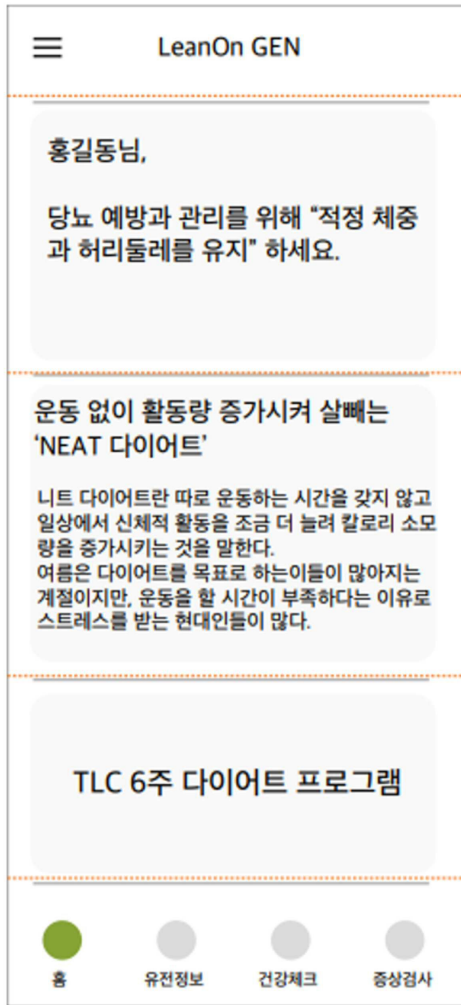 LeanOn GEN
홍길동님,
당뇨 예방과 관리를 위해 “적정 체중
과 허리둘레를 유지” 하세요.
운동 없이 활동량 증가시켜 살빼는
‘NEAT 다이어트’
니트 다이어트란 따로 운동하는 시간을 갖지 않고
일상에서 신체적 활동을 조금 더 늘려 칼로리 소모
량을 증가시키는 것을 말한다.
여름은 다이어트를 목표로 하는이들이 많아지는
계절이지만, 운동을 할 시간이 부족하다는 이유로
스트레스를 받는 현대인들이 많다.
TLC 6주 다이어트 프로그램
홈 유전정보 건강체크 증상검사